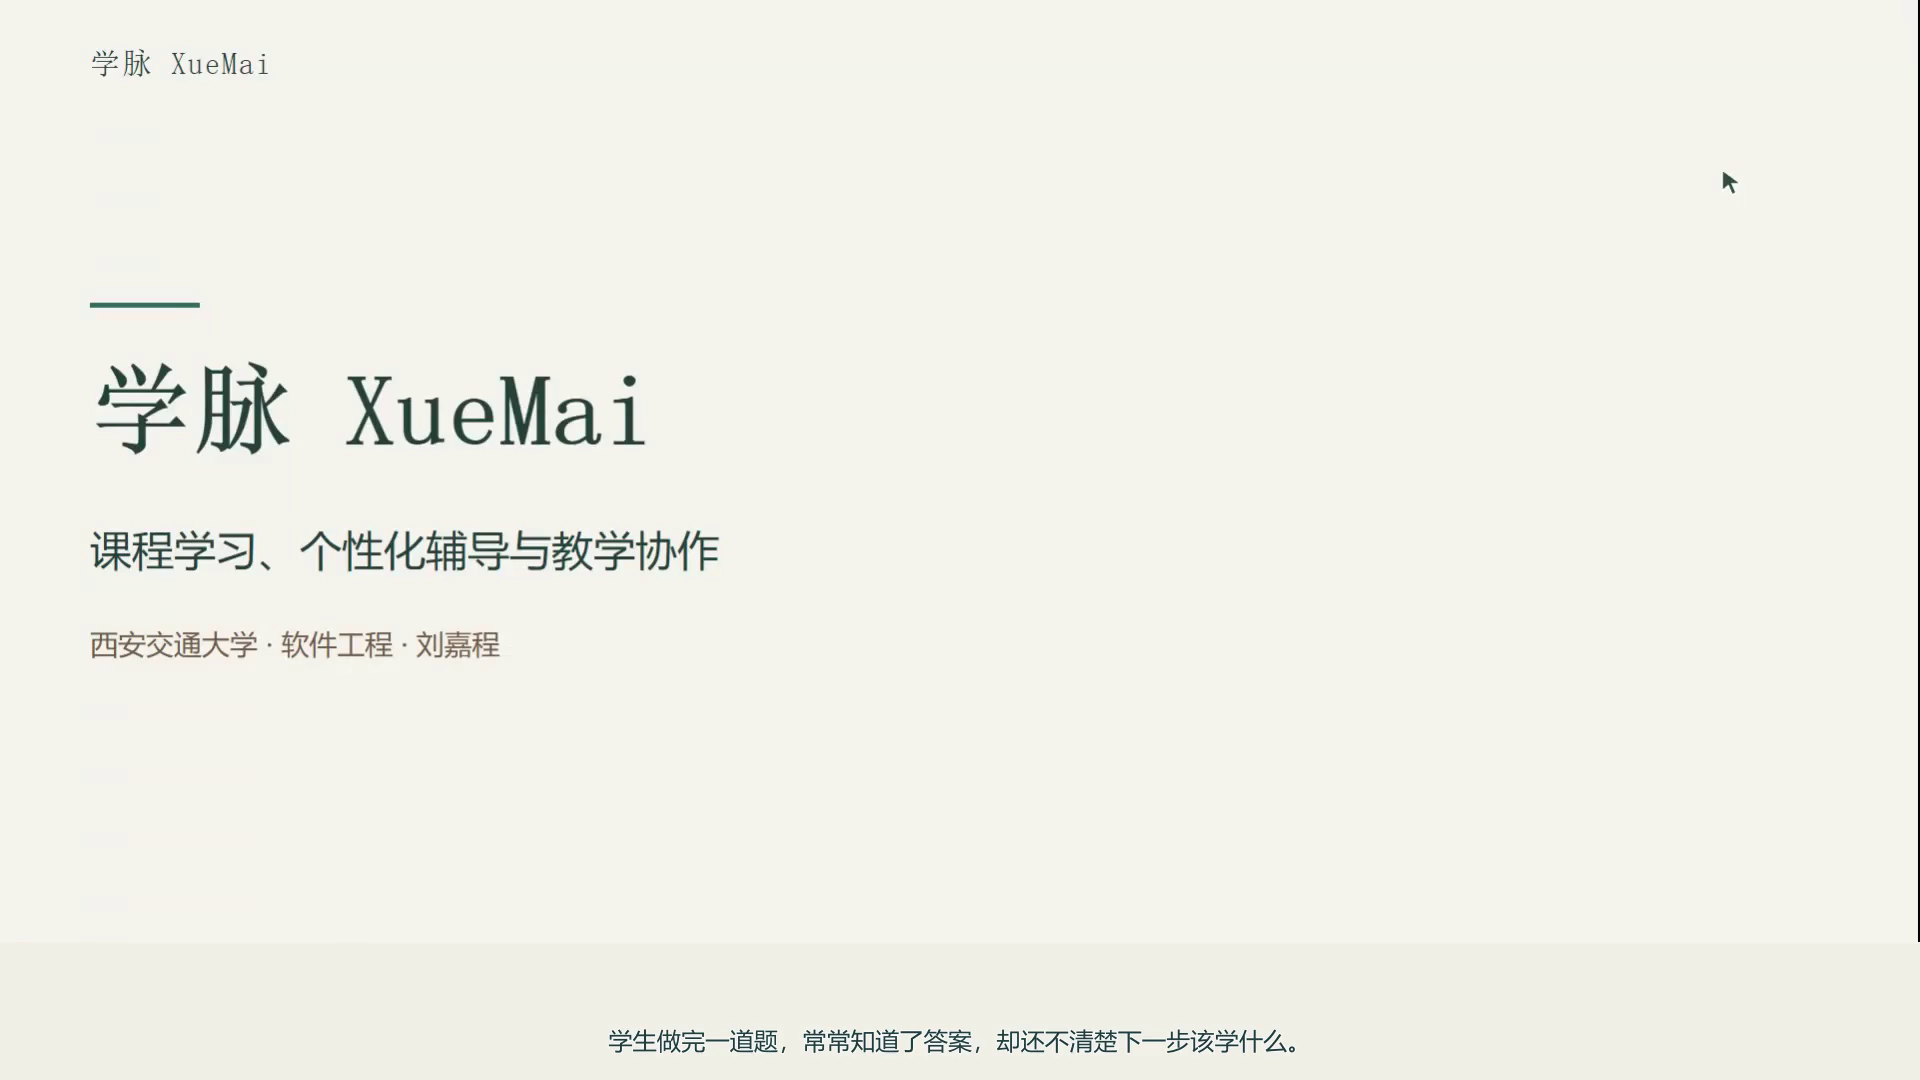 学脉 XueMai
学脉 XueMai
课程学习、个性化辅导与教学协作
西安交通大学 · 软件工程 · 刘嘉程
学生做完一道题，常常知道了答案，却还不清楚下一步该学什么。